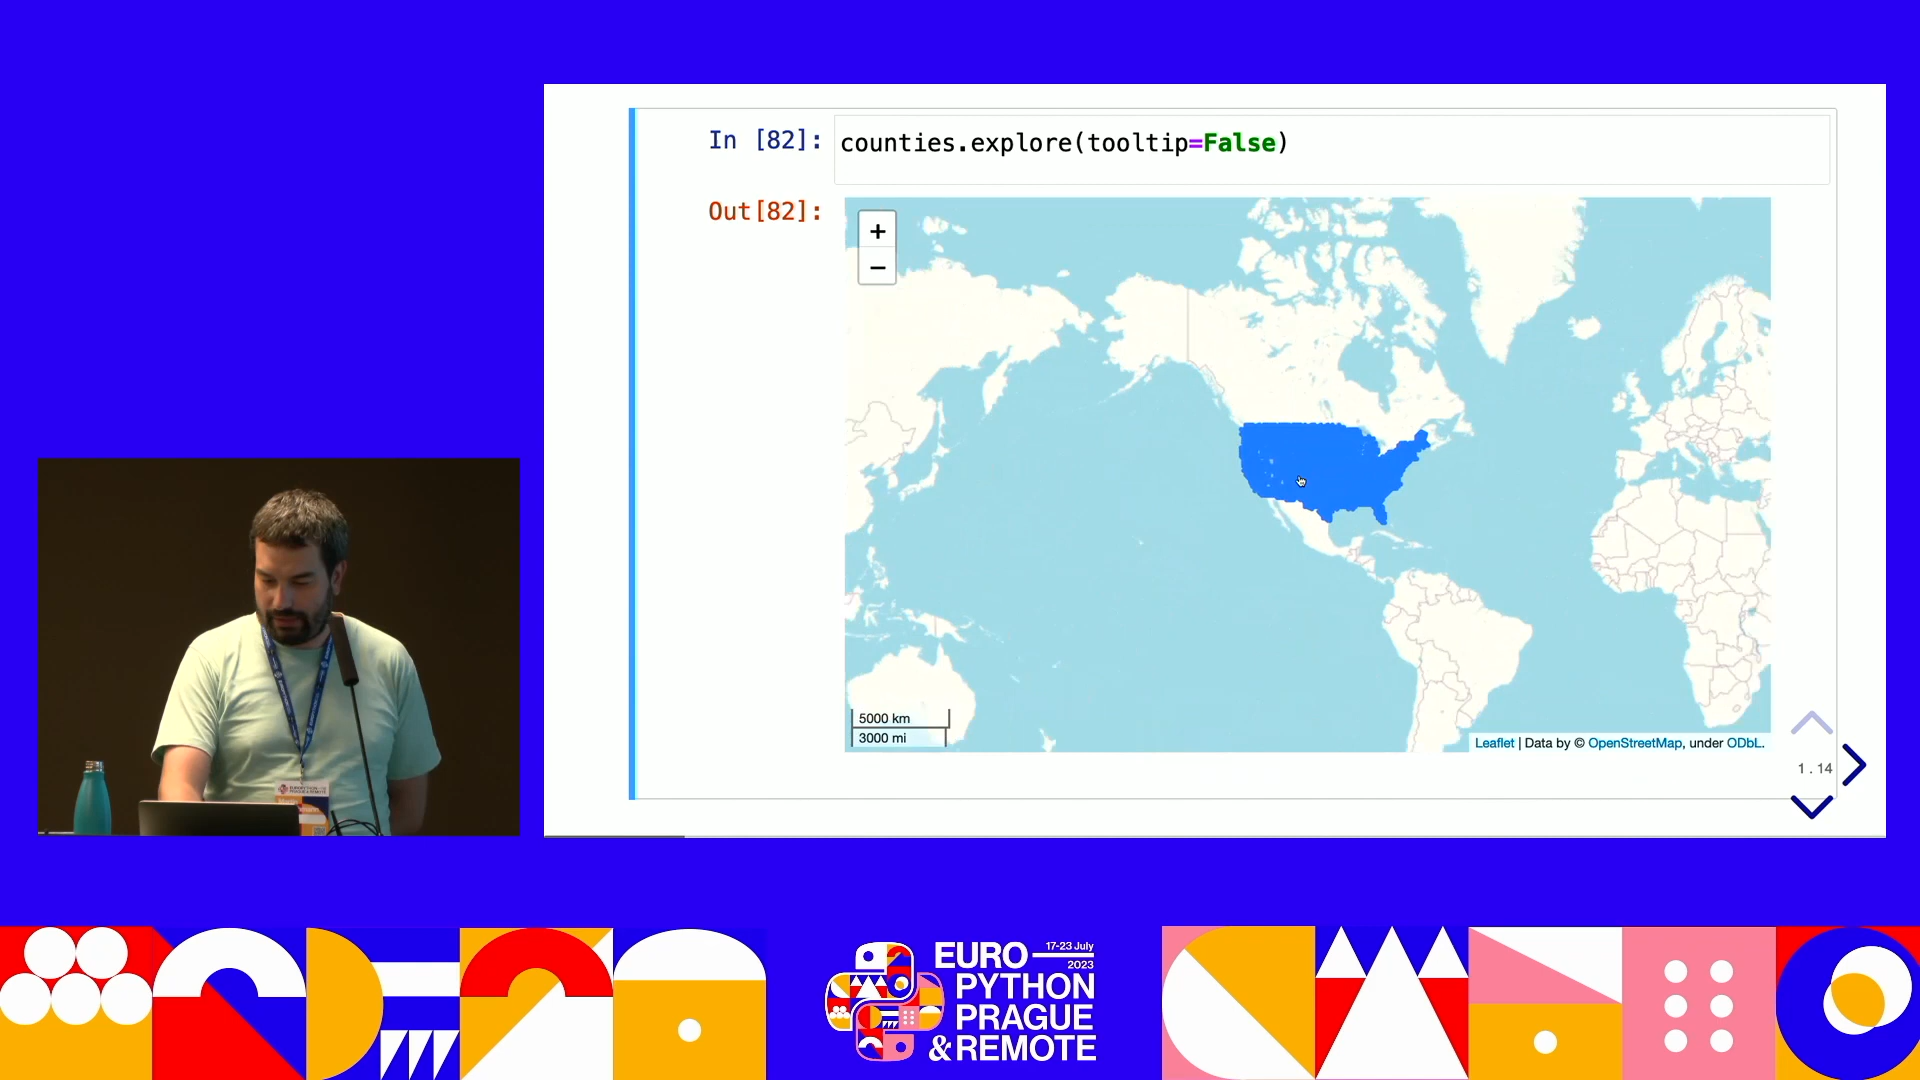 In [82]:
counties.explore(tooltip=False)
Out[82]:
+
−
5000 km
3000 mi
Leaflet | Data by © OpenStreetMap, under ODbL.
1.14
EURO
17-23 July
2023
PYTHON
PRAGUE
& REMOTE